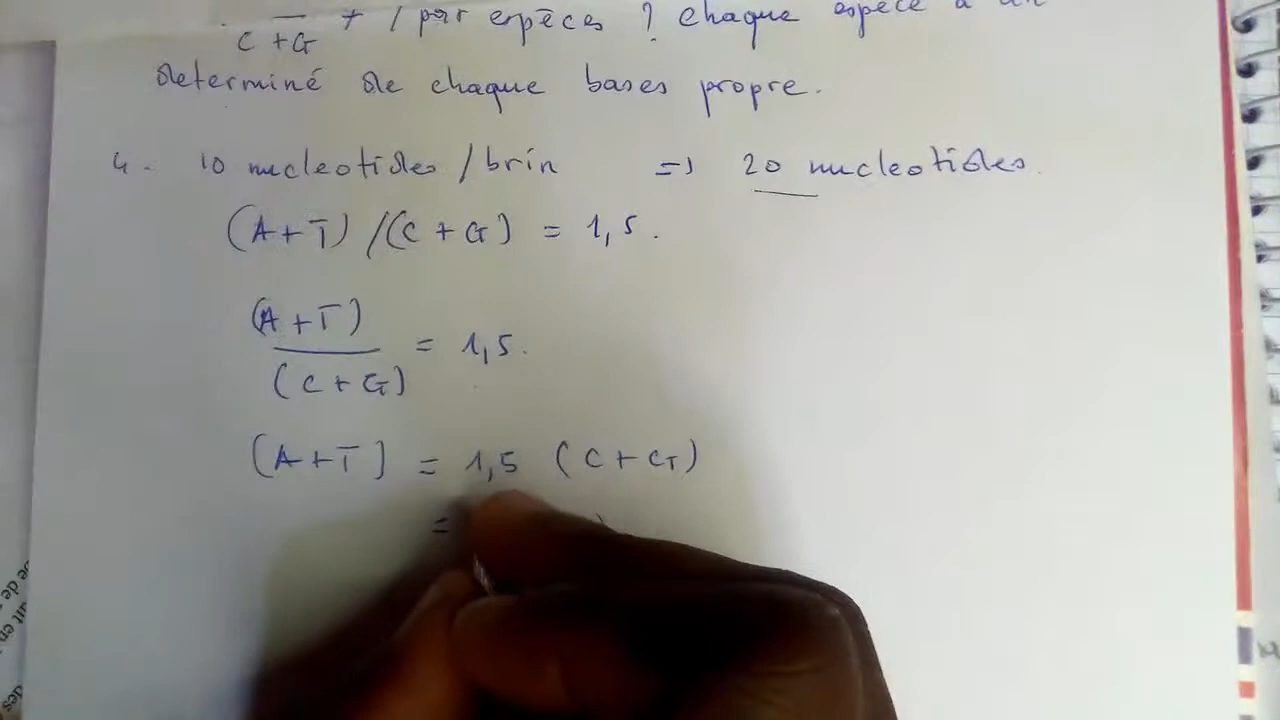 C + G ≠ / par espèces ? chaque espèce a un
determiné de chaque bases propre.
4. 10 nucleotides / brin => 20 nucleotides.
(A + T) / (C + G) = 1,5.
(A + T)
= 1,5.
(C + G)
(A + T) = 1,5 (C + G)
=